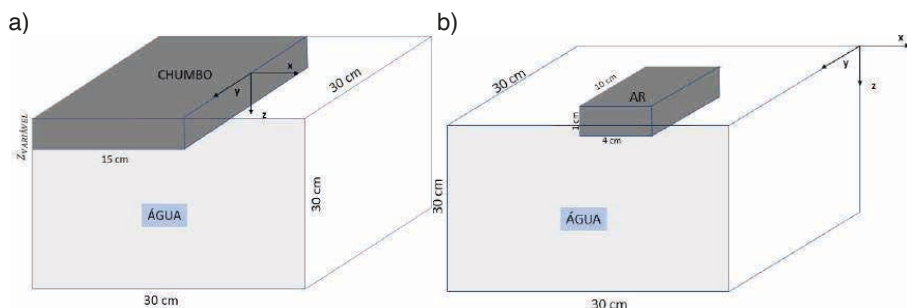 a)
CHUMBO
x
y
z
30 cm
Z VARIÁVEL
15 cm
30 cm
ÁGUA
30 cm
b)
x
y
z
30 cm
10 cm
AR
1 cm
4 cm
30 cm
ÁGUA
30 cm